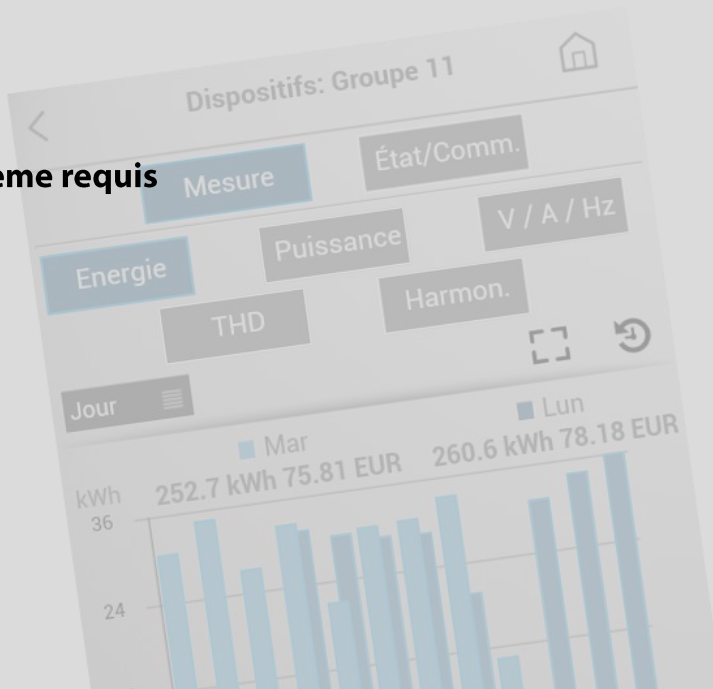 Dispositifs: Groupe 11
ème requis
Mesure
État/Comm.
Energie
Puissance
V / A / Hz
THD
Harmon.
Jour
Mar
Lun
252.7 kWh 75.81 EUR
260.6 kWh 78.18 EUR
kWh
36
24